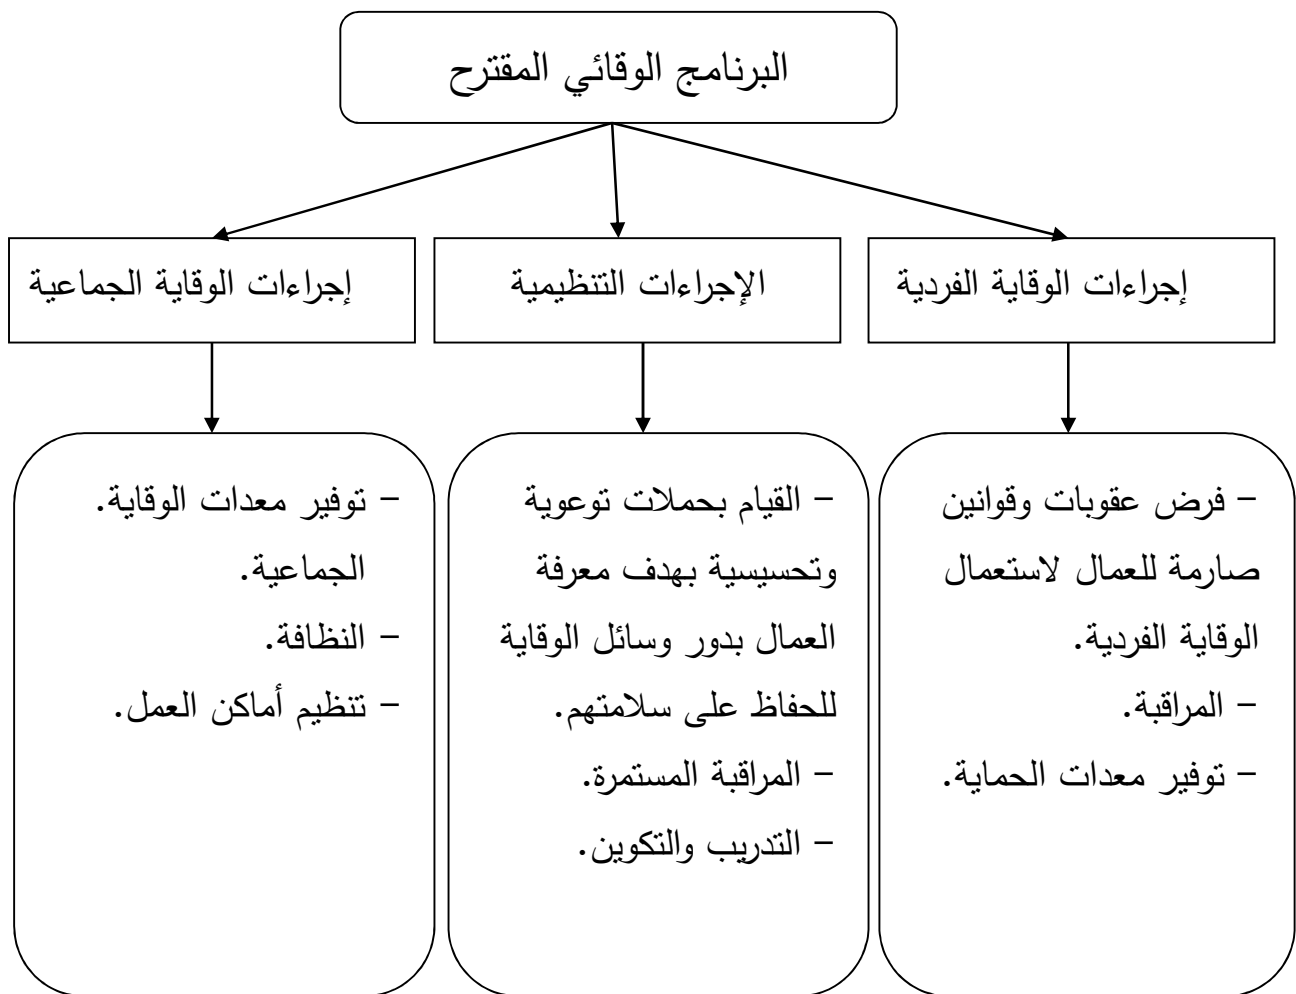 البرنامج الوقائي المقترح
إجراءات الوقاية الفردية
الإجراءات التنظيمية
إجراءات الوقاية الجماعية
- فرض عقوبات وقوانين
صارمة للعمال لاستعمال
الوقاية الفردية.
- المراقبة.
- توفير معدات الحماية.
- القيام بحملات توعوية
وتحسيسية بهدف معرفة
العمال بدور وسائل الوقاية
للحفاظ على سلامتهم.
- المراقبة المستمرة.
- التدريب والتكوين.
- توفير معدات الوقاية.
الجماعية.
- النظافة.
- تنظيم أماكن العمل.